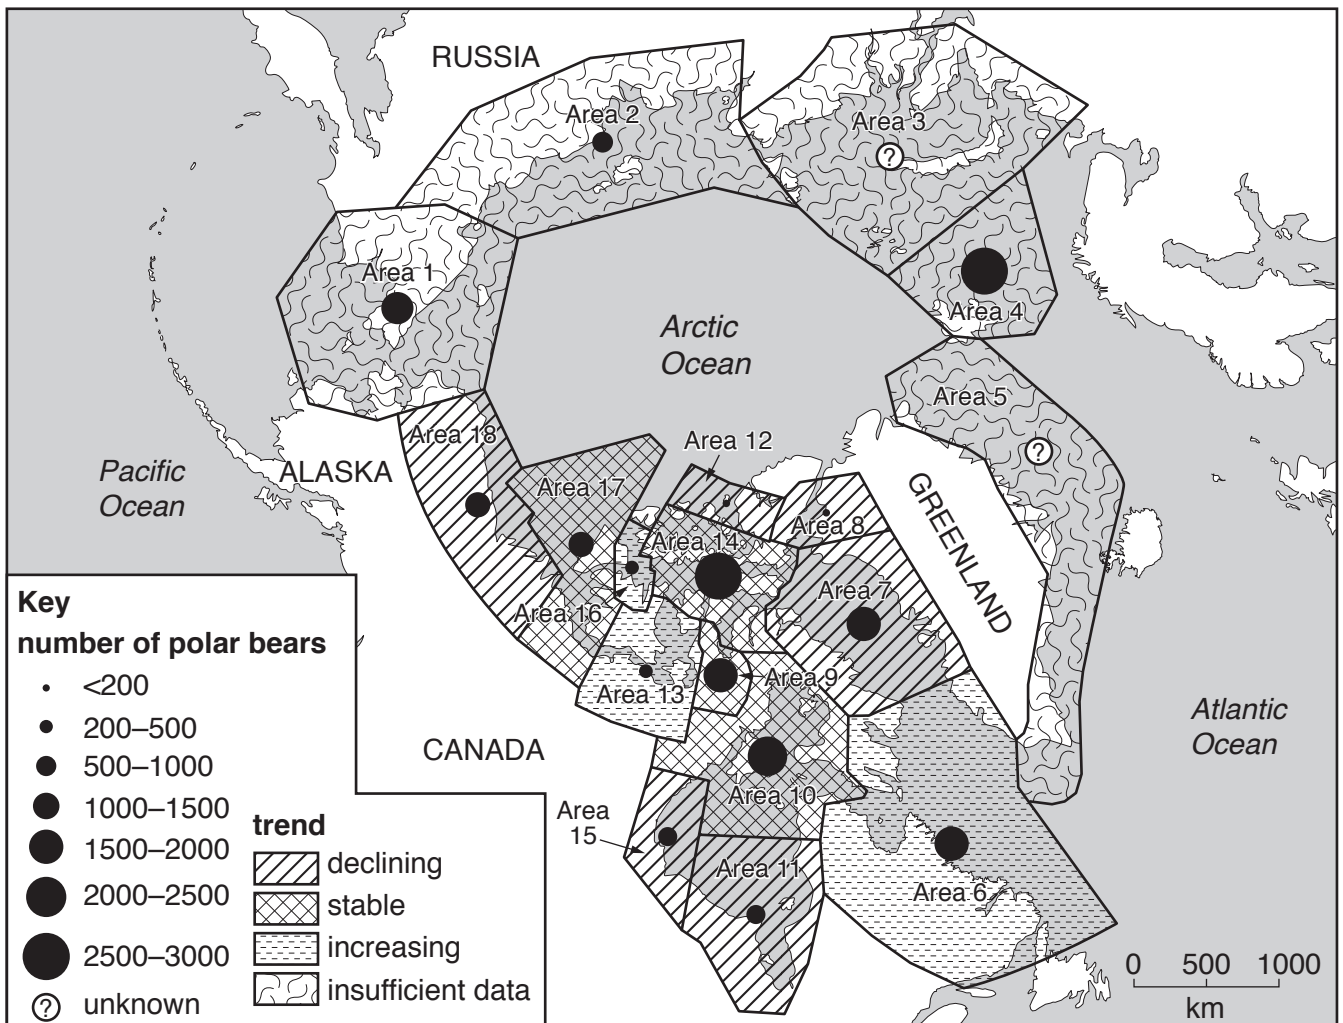 RUSSIA
Area 2
Area 3
?
Area 1
Area 4
Arctic
Ocean
Area 5
?
Area 18
Area 12
Pacific
Ocean
ALASKA
Area 17
Area 8
GREENLAND
Area 14
Area 7
Area 16
Area 9
Area 13
CANADA
Atlantic
Ocean
Area 10
Area
15
Area 11
Area 6
Key
number of polar bears
<200
200–500
500–1000
1000–1500
1500–2000
2000–2500
2500–3000
? unknown
trend
declining
stable
increasing
insufficient data
0 500 1000
km